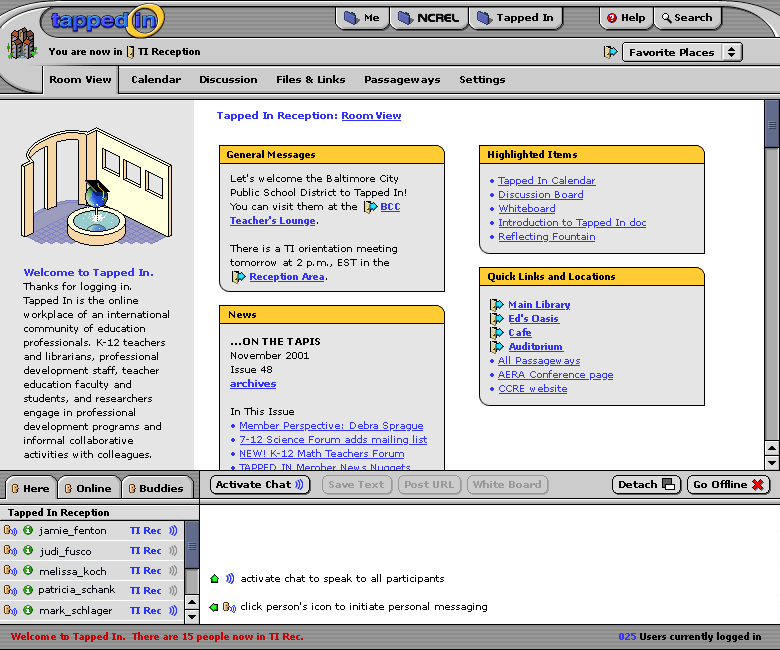 tapped in
Me
NCREL
Tapped In
Help
Search
You are now in TI Reception
Favorite Places
Room View
Calendar
Discussion
Files & Links
Passageways
Settings
Tapped In Reception: Room View
Welcome to Tapped In.
Thanks for logging in.
Tapped In is the online
workplace of an international
community of education
professionals. K-12 teachers
and librarians, professional
development staff, teacher
education faculty and
students, and researchers
engage in professional
development programs and
informal collaborative
activities with colleagues.
General Messages
Let's welcome the Baltimore City
Public School District to Tapped In!
You can visit them at the BCC
Teacher's Lounge.
There is a TI orientation meeting
tomorrow at 2 p.m., EST in the
Reception Area.
News
...ON THE TAPIS
November 2001
Issue 48
archives
In This Issue
• Member Perspective: Debra Sprague
• 7-12 Science Forum adds mailing list
• NEW! K-12 Math Teachers Forum
• TAPPED IN Member News Nuggets
Highlighted Items
• Tapped In Calendar
• Discussion Board
• Whiteboard
• Introduction to Tapped In doc
• Reflecting Fountain
Quick Links and Locations
Main Library
Ed's Oasis
Cafe
Auditorium
• All Passageways
• AERA Conference page
• CCRE website
Here
Online
Buddies
Activate Chat
Save Text
Post URL
White Board
Detach
Go Offline
Tapped In Reception
jamie_fenton TI Rec
judi_fusco TI Rec
melissa_koch TI Rec
patricia_schank TI Rec
mark_schlager TI Rec
activate chat to speak to all participants
click person's icon to initiate personal messaging
Welcome to Tapped In. There are 15 people now in TI Rec.
025 Users currently logged in